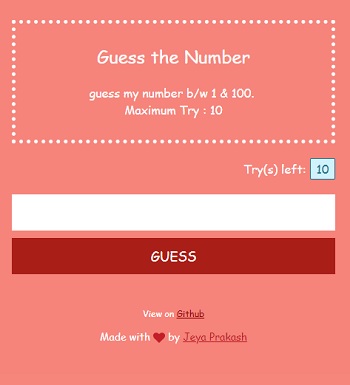 Guess the Number
guess my number b/w 1 & 100.
Maximum Try : 10
Try(s) left: 10
GUESS
View on Github
Made with ❤ by Jeya Prakash